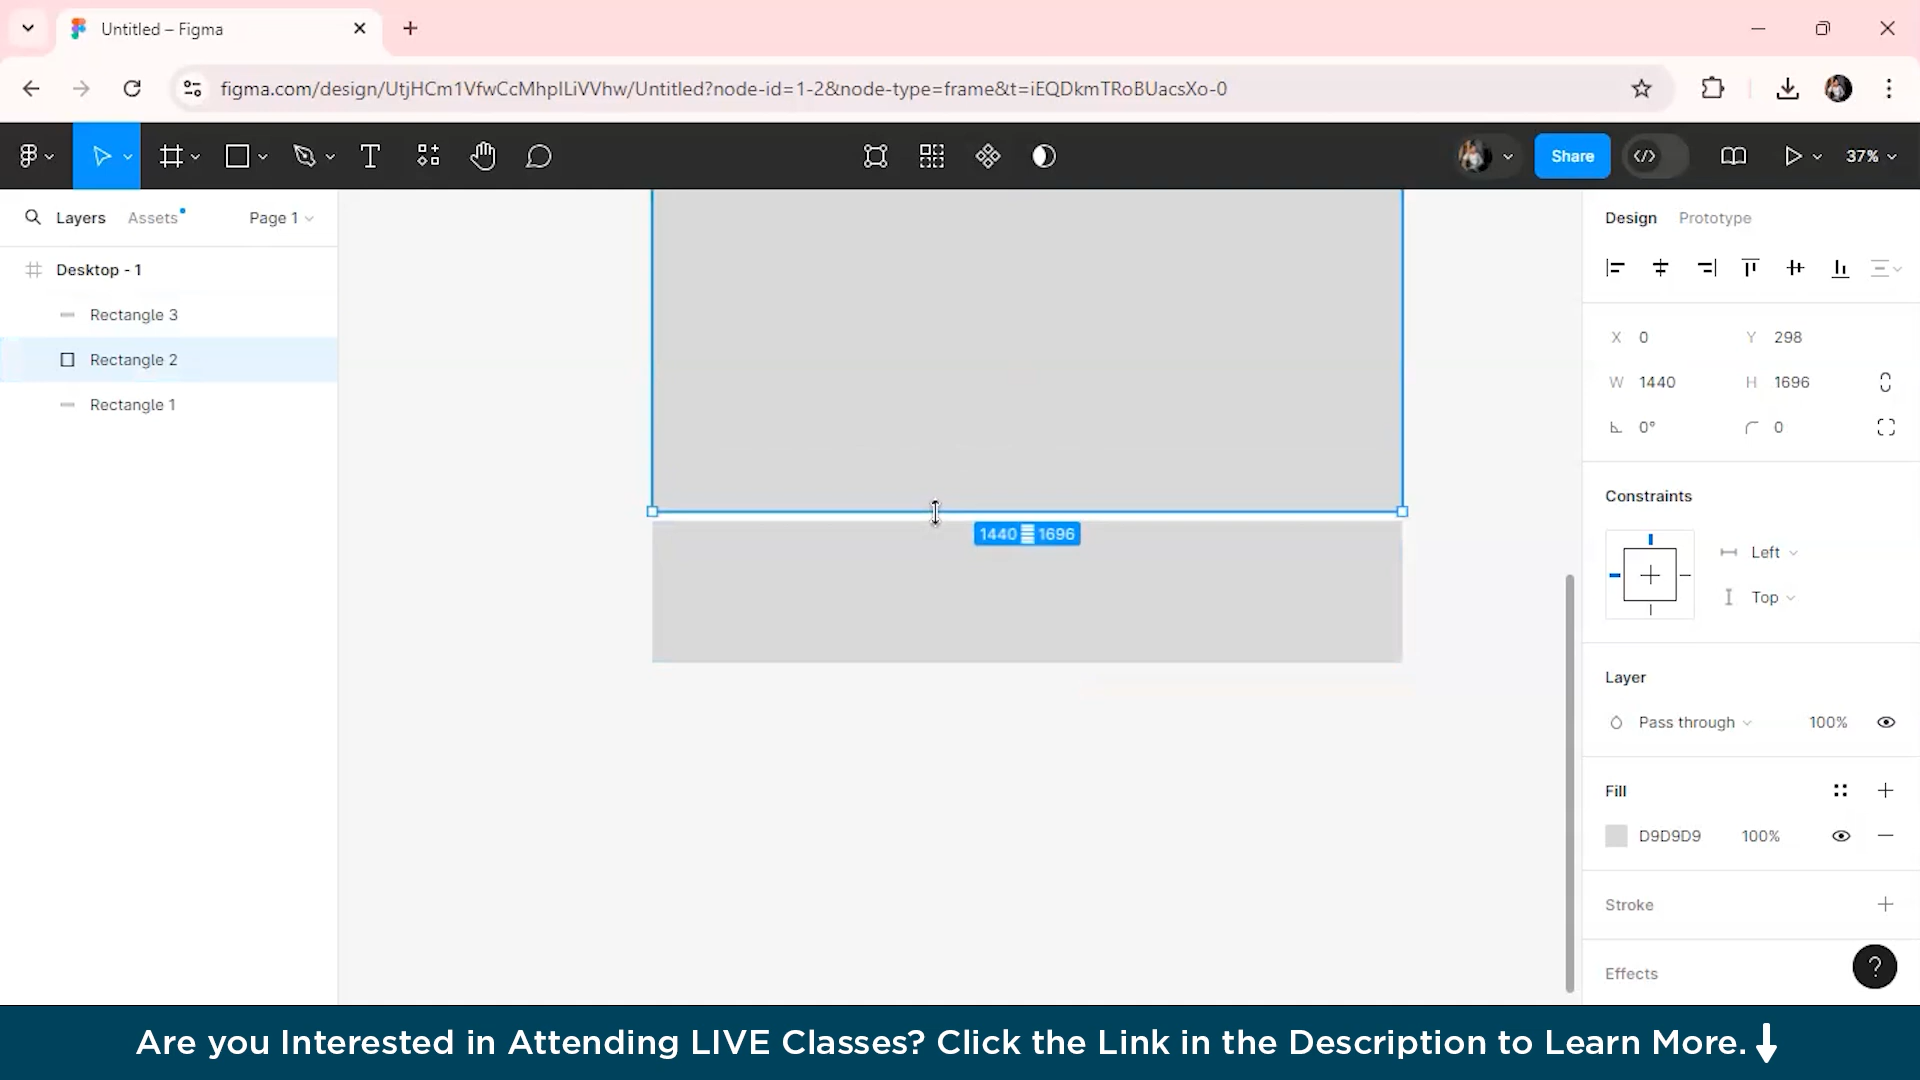 Untitled – Figma
figma.com/design/UtjHCm1VfwCcMhpILiVVhw/Untitled?node-id=1-2&node-type=frame&t=iEQDkmTRoBUacsXo-0
Share
37%
Layers
Assets
Page 1
Design
Prototype
Desktop - 1
Rectangle 3
Rectangle 2
Rectangle 1
X 0
Y 298
W 1440
H 1696
0°
0
Constraints
Left
Top
1440
1696
Layer
Pass through
100%
Fill
D9D9D9
100%
Stroke
Effects
?
Are you Interested in Attending LIVE Classes? Click the Link in the Description to Learn More.